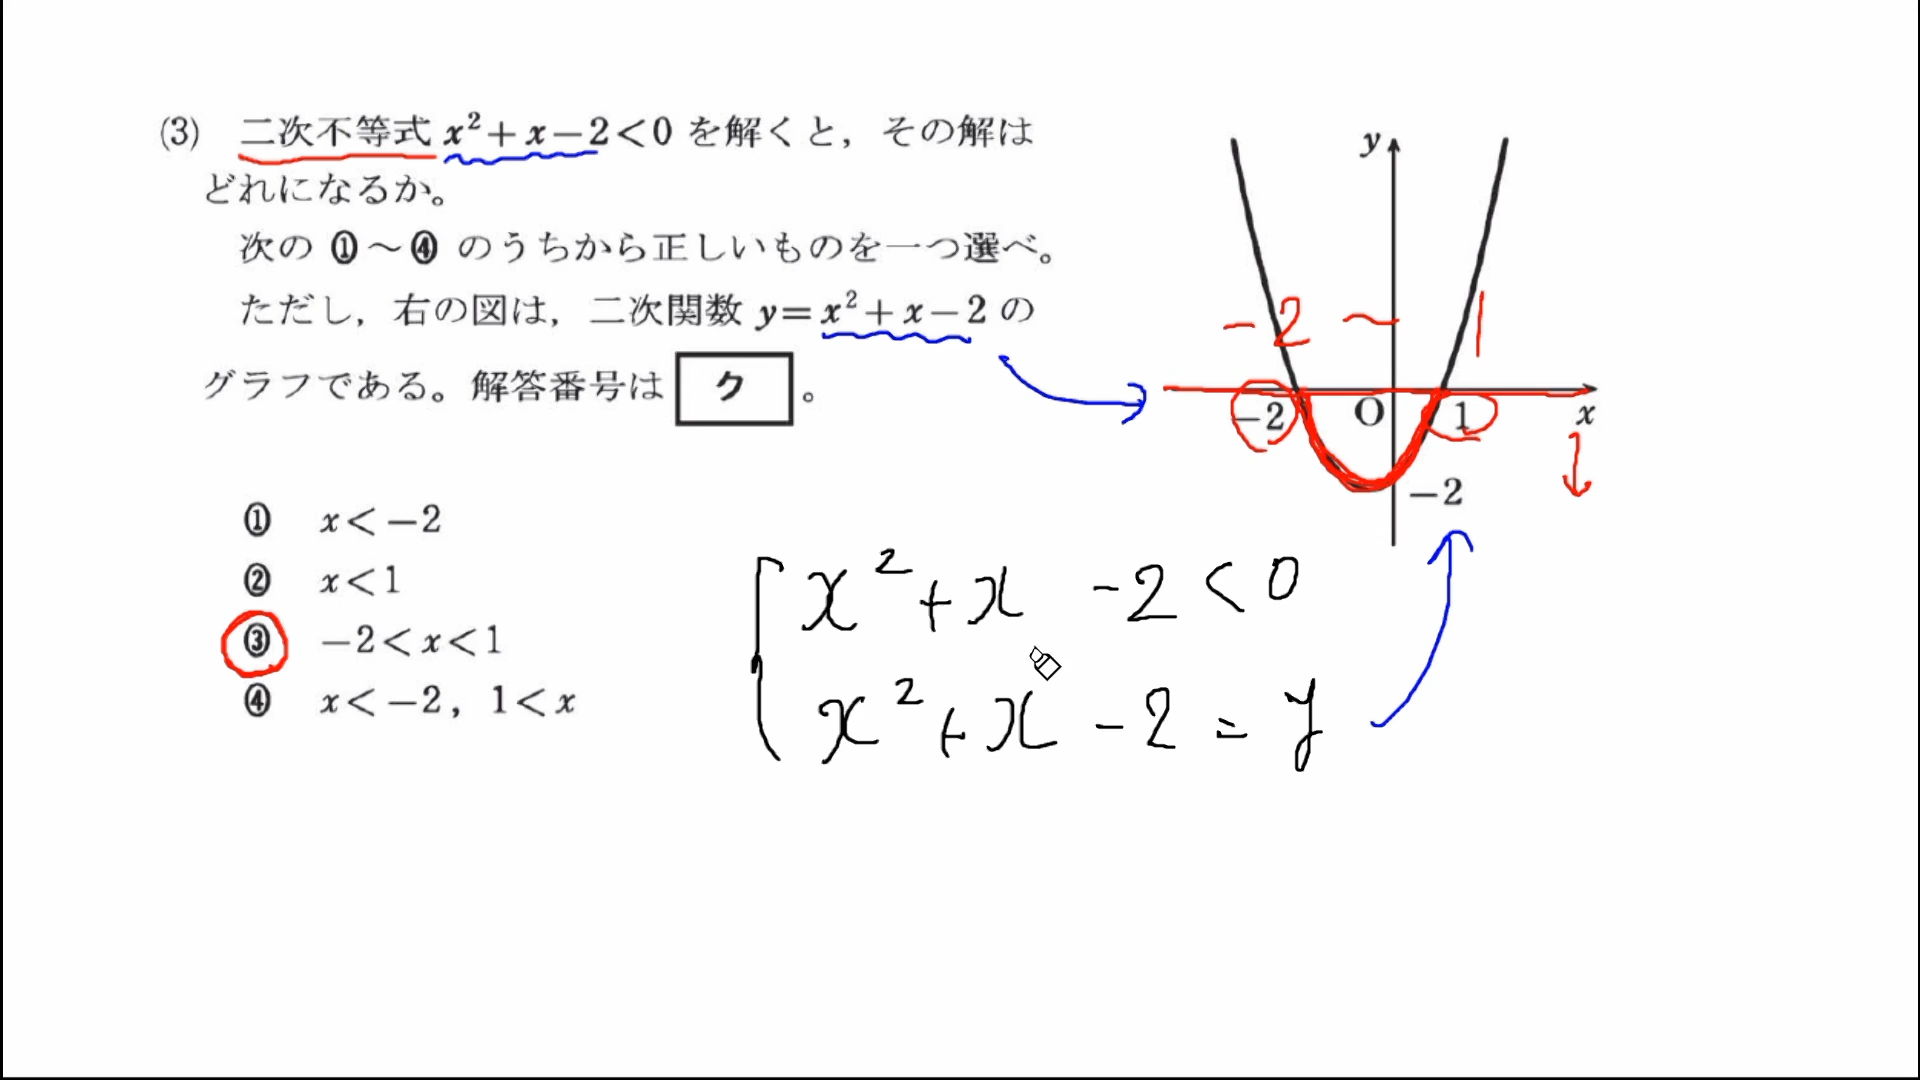 (3) 二次不等式 x²+x−2<0 を解くと，その解は
どれになるか。
次の ①〜④ のうちから正しいものを一つ選べ。
ただし，右の図は，二次関数 y=x²+x−2 の
グラフである。解答番号は ク 。
① x<−2
② x<1
③ −2<x<1
④ x<−2，1<x
y
-2 〜 1
−2 O 1 x
−2
x²+x -2<0
x²+x-2=y